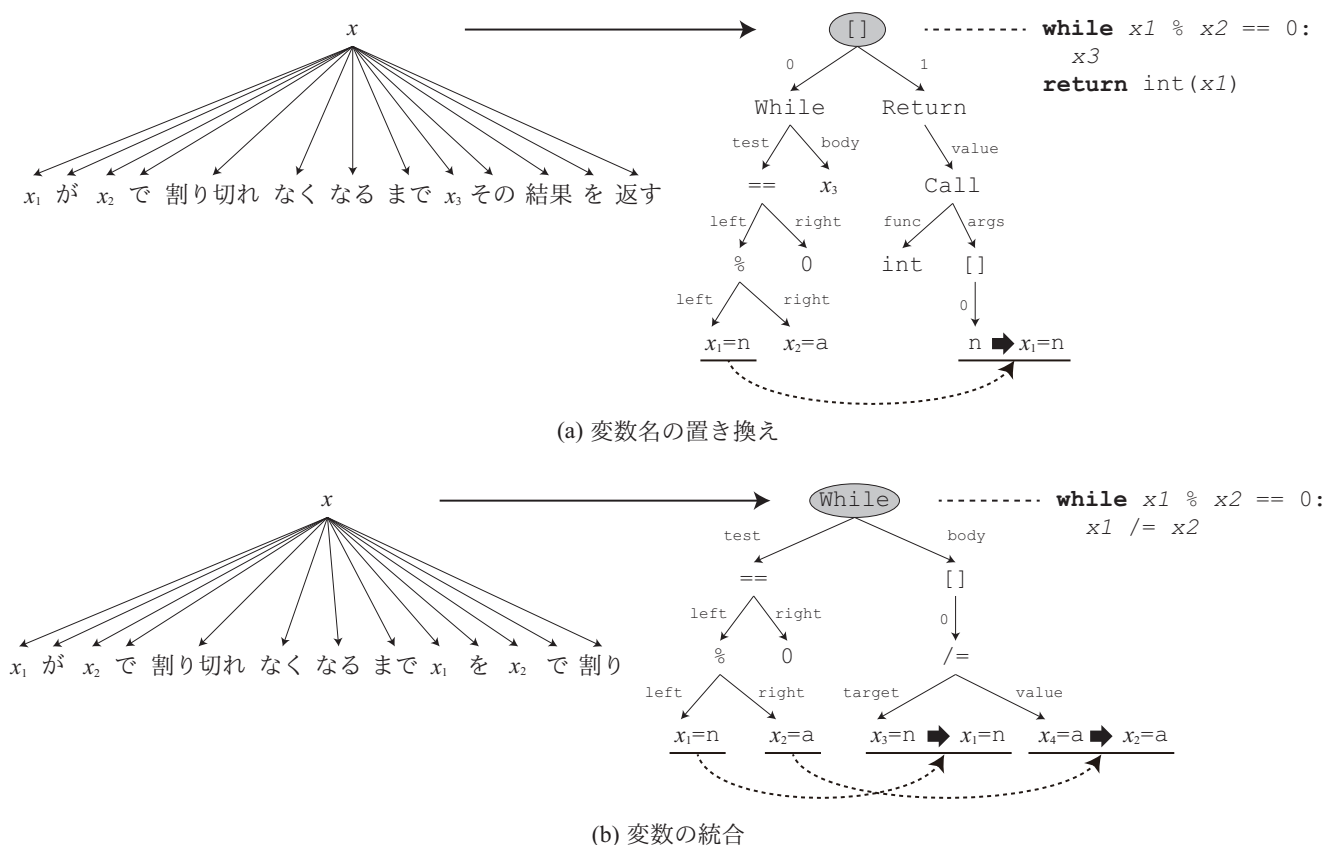 x
[]
while x1 % x2 == 0:
x3
return int(x1)
0
1
While
Return
test
body
value
x₁ が x₂ で 割り切れ なく なる まで x₃ その 結果 を 返す
==
x₃
Call
left
right
func
args
%
0
int
[]
left
right
0
x₁=n
x₂=a
n ➡ x₁=n
(a) 変数名の置き換え
x
While
while x1 % x2 == 0:
x1 /= x2
test
body
==
[]
left
right
0
x₁ が x₂ で 割り切れ なく なる まで x₁ を x₂ で 割り
%
0
/=
left
right
target
value
x₁=n
x₂=a
x₃=n ➡ x₁=n
x₄=a ➡ x₂=a
(b) 変数の統合